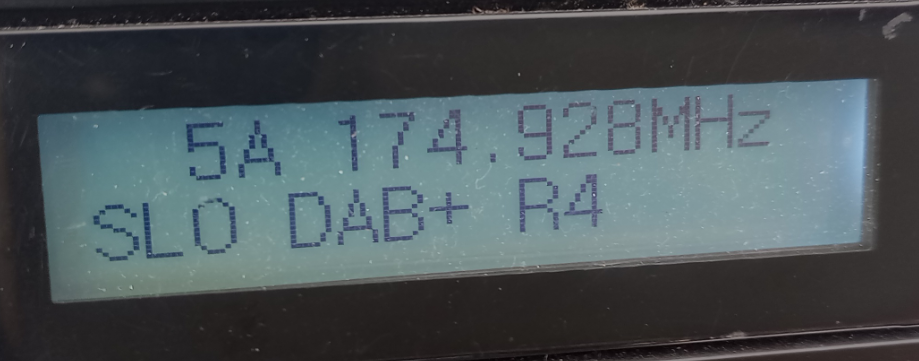 5A 174.928MHz
SLO DAB+ R4